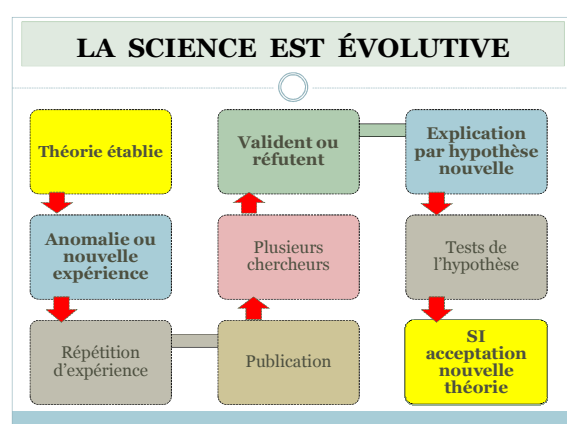 LA SCIENCE EST ÉVOLUTIVE
Théorie établie
Anomalie ou
nouvelle
expérience
Répétition
d'expérience
Publication
Plusieurs
chercheurs
Valident ou
réfutent
Explication
par hypothèse
nouvelle
Tests de
l'hypothèse
SI
acceptation
nouvelle
théorie